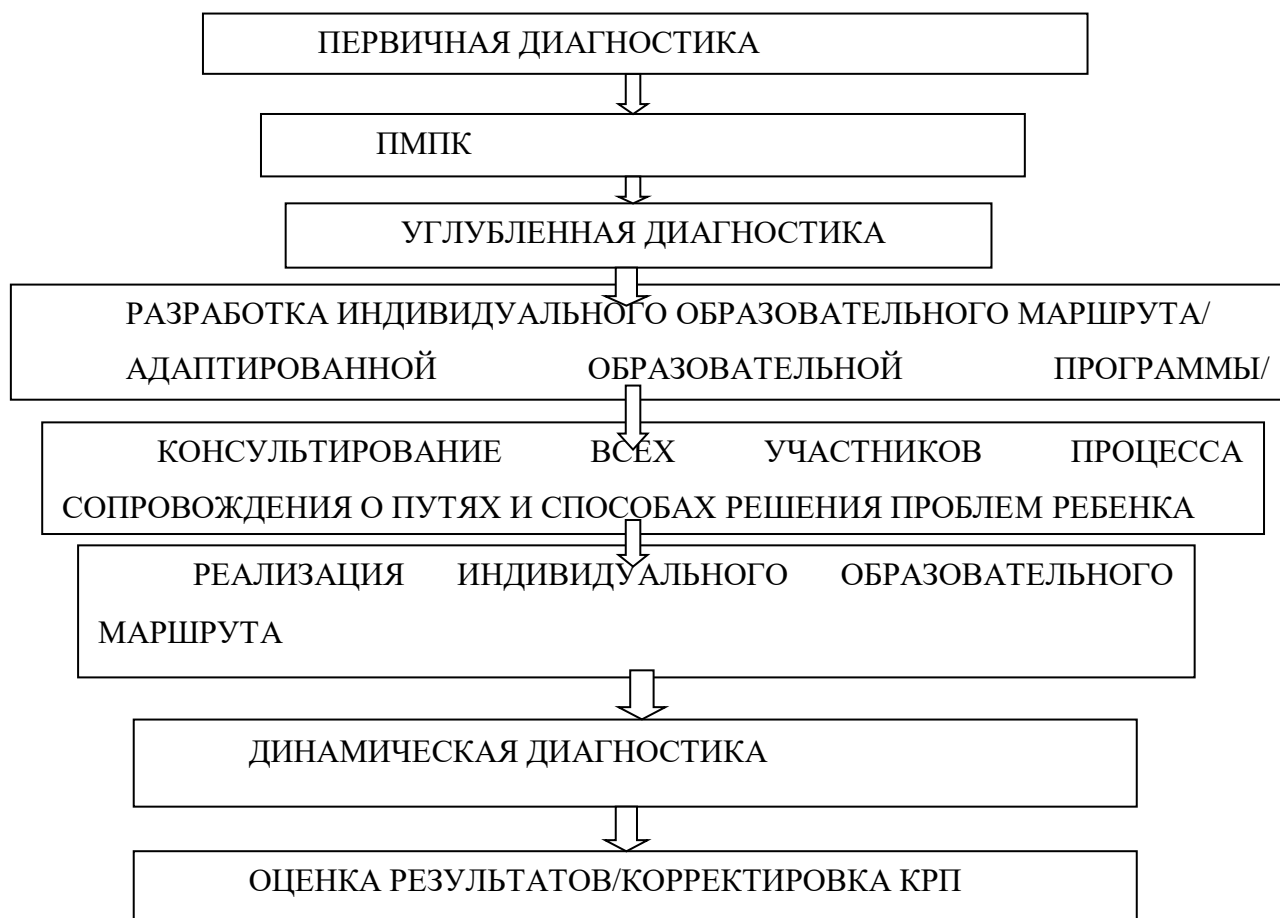 ПЕРВИЧНАЯ ДИАГНОСТИКА
ПМПК
УГЛУБЛЕННАЯ ДИАГНОСТИКА
РАЗРАБОТКА ИНДИВИДУАЛЬНОГО ОБРАЗОВАТЕЛЬНОГО МАРШРУТА/
АДАПТИРОВАННОЙ ОБРАЗОВАТЕЛЬНОЙ ПРОГРАММЫ/
КОНСУЛЬТИРОВАНИЕ ВСЕХ УЧАСТНИКОВ ПРОЦЕССА
СОПРОВОЖДЕНИЯ О ПУТЯХ И СПОСОБАХ РЕШЕНИЯ ПРОБЛЕМ РЕБЕНКА
РЕАЛИЗАЦИЯ ИНДИВИДУАЛЬНОГО ОБРАЗОВАТЕЛЬНОГО
МАРШРУТА
ДИНАМИЧЕСКАЯ ДИАГНОСТИКА
ОЦЕНКА РЕЗУЛЬТАТОВ/КОРРЕКТИРОВКА КРП